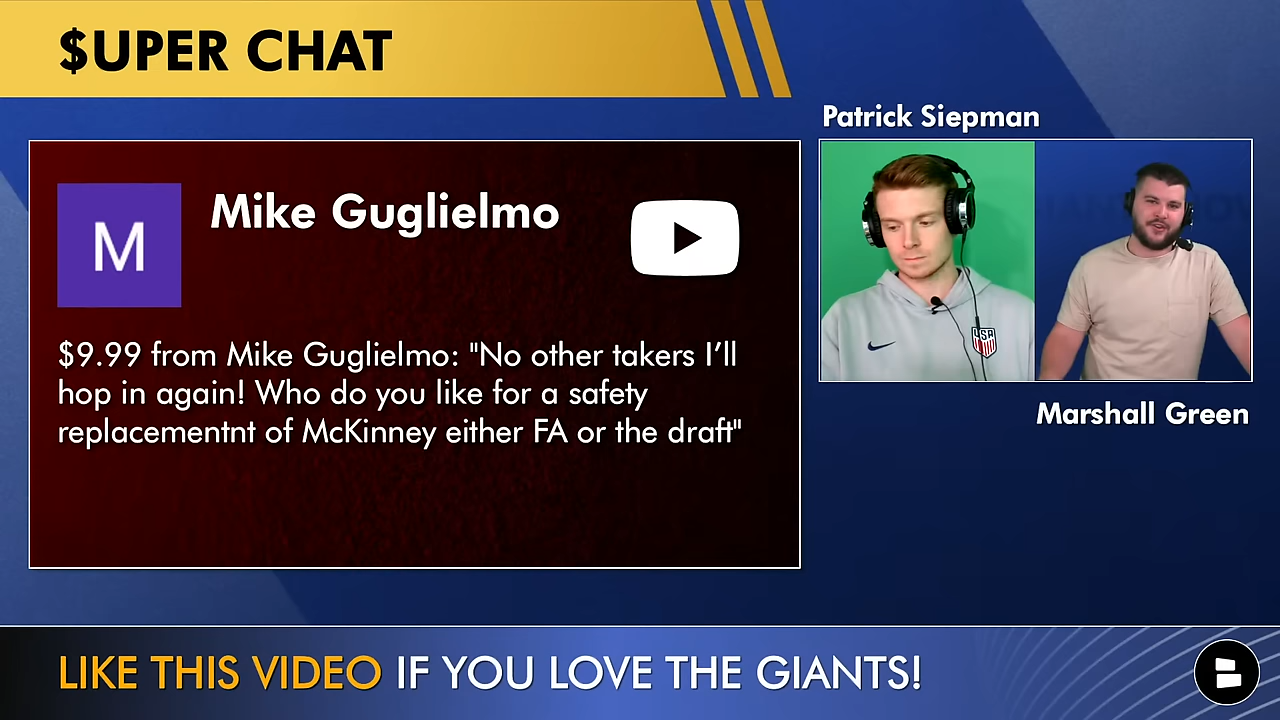 $UPER CHAT
Patrick Siepman
M
Mike Guglielmo
$9.99 from Mike Guglielmo: "No other takers I’ll
hop in again! Who do you like for a safety
replacementnt of McKinney either FA or the draft"
USA
Marshall Green
LIKE THIS VIDEO IF YOU LOVE THE GIANTS!